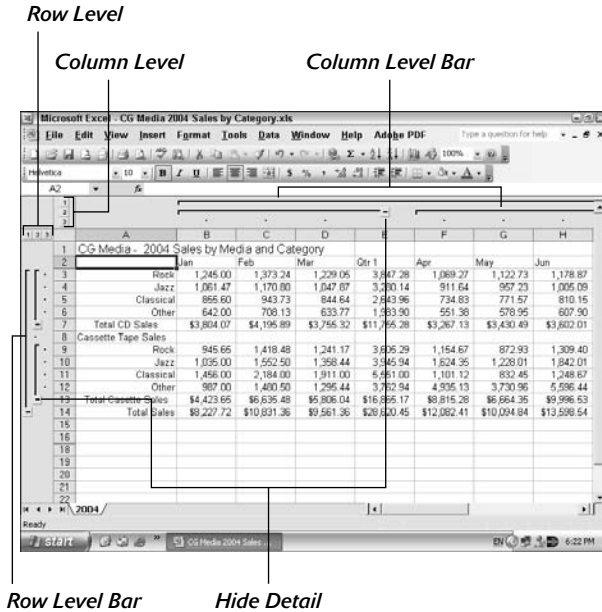 Row Level
Column Level
Column Level Bar
Microsoft Excel - CG Media 2004 Sales by Category.xls
File Edit View Insert Format Tools Data Window Help Adobe PDF Type a question for help
Helvetica 10 B I U $ % 100%
A2 fx
1
2
3
1 2 3 A B C D E F G H
1 CG Media - 2004 Sales by Media and Category
2 Jan Feb Mar Qtr 1 Apr May Jun
3 Rock 1,245.00 1,373.24 1,229.05 3,847.28 1,069.27 1,122.73 1,178.87
4 Jazz 1,061.47 1,170.80 1,047.87 3,280.14 911.64 957.23 1,005.09
5 Classical 855.60 943.73 844.64 2,643.96 734.83 771.57 810.15
6 Other 642.00 708.13 633.77 1,983.90 551.38 578.95 607.90
7 Total CD Sales $3,804.07 $4,195.89 $3,755.32 $11,755.28 $3,267.13 $3,430.49 $3,602.01
8 Cassette Tape Sales
9 Rock 945.65 1,418.48 1,241.17 3,605.29 1,154.67 872.93 1,309.40
10 Jazz 1,035.00 1,552.50 1,358.44 3,945.94 1,624.35 1,228.01 1,842.01
11 Classical 1,456.00 2,184.00 1,911.00 5,551.00 1,101.12 832.45 1,248.67
12 Other 987.00 1,480.50 1,295.44 3,762.94 4,935.13 3,730.96 5,596.44
13 Total Casette Sales $4,423.65 $6,635.48 $5,806.04 $16,865.17 $8,815.28 $6,664.35 $9,996.53
14 Total Sales $8,227.72 $10,831.36 $9,561.36 $28,620.45 $12,082.41 $10,094.84 $13,598.54
15
16
18
19
20
21
22
2004
Ready
start CG Media 2004 Sales ... EN 6:22 PM
Row Level Bar
Hide Detail